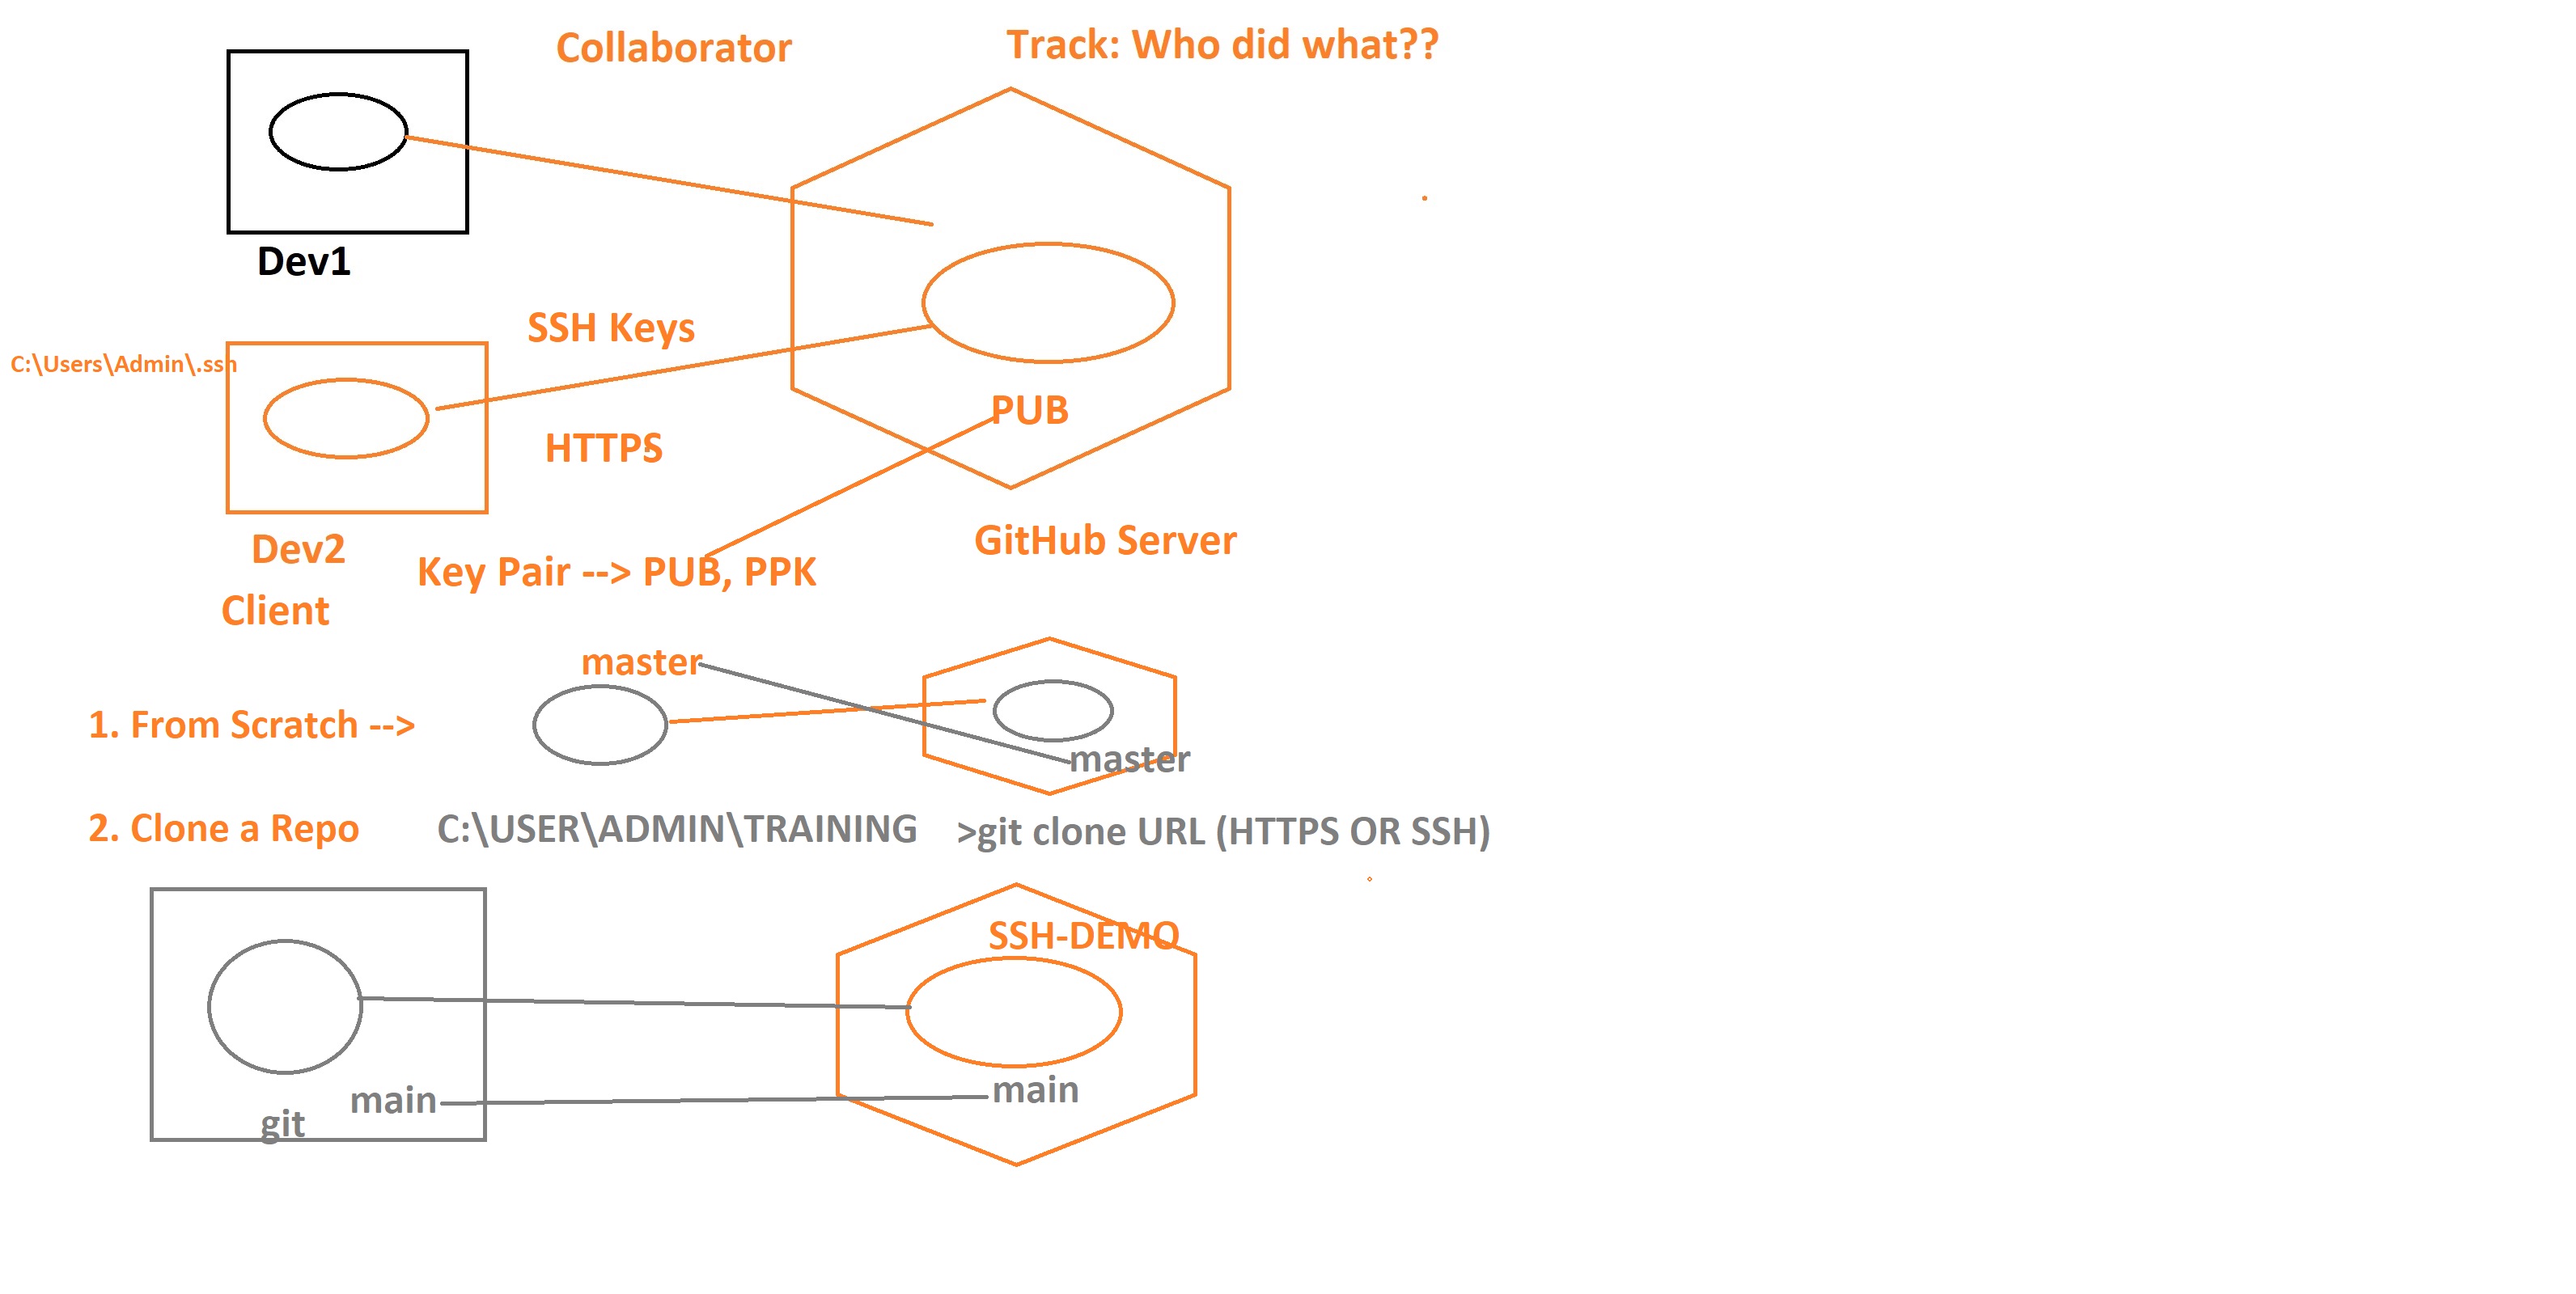 Collaborator
Track: Who did what??
Dev1
SSH Keys
C:\Users\Admin\.ssh
HTTPS
PUB
Dev2
GitHub Server
Key Pair --> PUB, PPK
Client
master
1. From Scratch -->
master
2. Clone a Repo
C:\USER\ADMIN\TRAINING
>git clone URL (HTTPS OR SSH)
SSH-DEMO
main
main
git